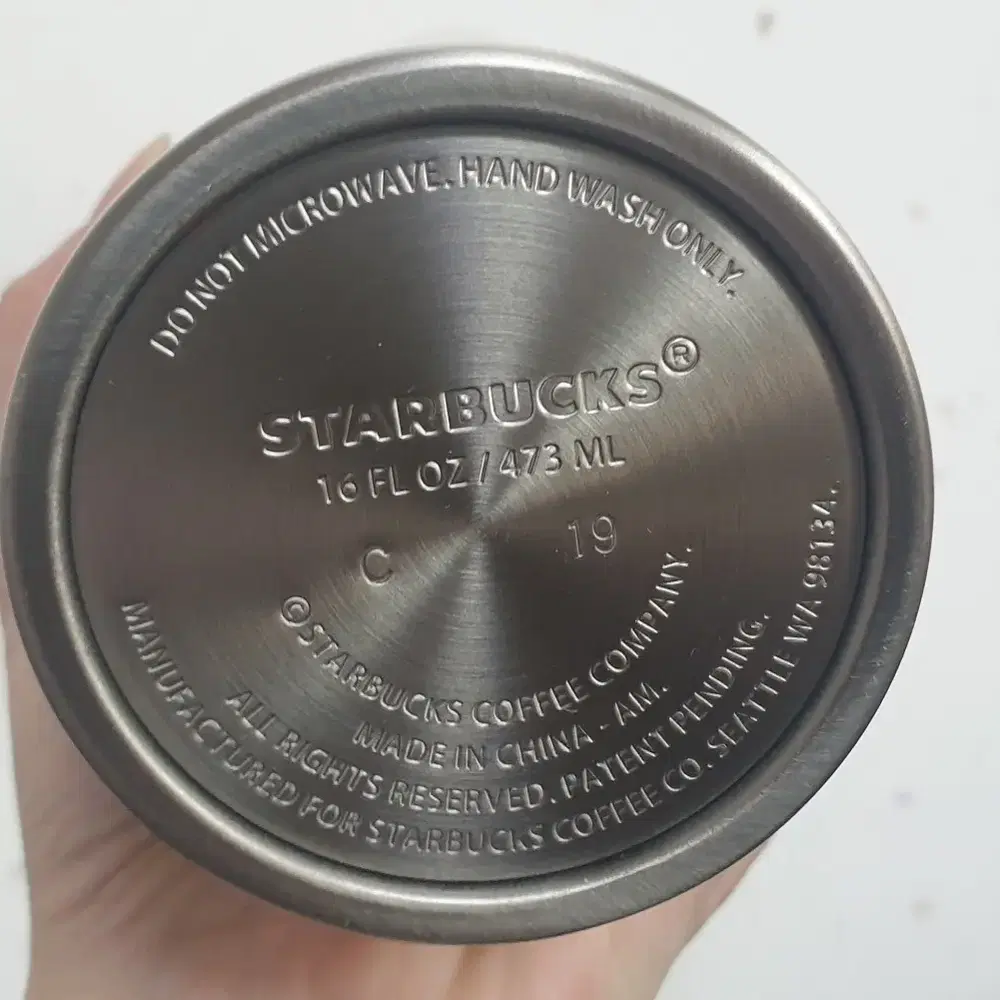 DO NOT MICROWAVE. HAND WASH ONLY.
STARBUCKS®
16 FL OZ / 473 ML
C 19
©STARBUCKS COFFEE COMPANY.
MADE IN CHINA - AM.
ALL RIGHTS RESERVED. PATENT PENDING.
MANUFACTURED FOR STARBUCKS COFFEE CO. SEATTLE WA 98134.